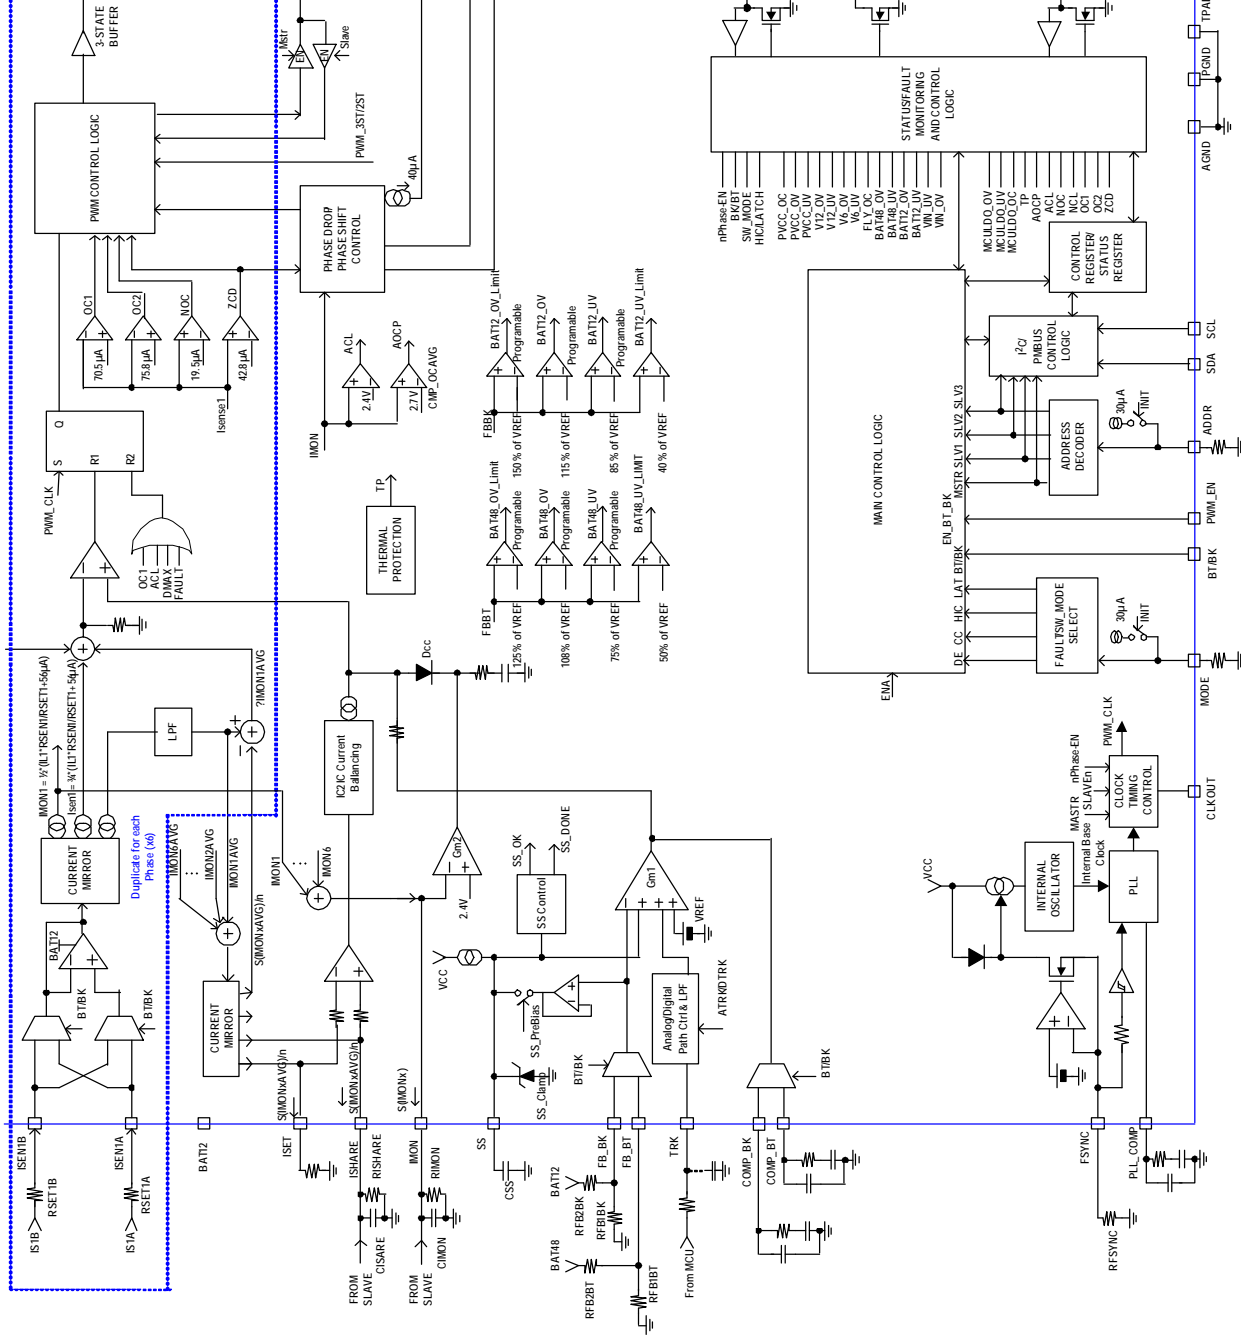 3-STATE
BUFFER
Mstr
EN
EN
Slave
PWM CONTROL LOGIC
PWM_3ST/2ST
PHASE DROP/
PHASE SHIFT
CONTROL
40µA
OC1
OC2
NOC
ZCD
70.5µA
75.8µA
19.5µA
42.8µA
Isense1
S
Q
R1
R2
PWM_CLK
OC1
ACL
DMAX
FAULT
IMON
2.4V
ACL
2.7V
AOCP
CMP_OCAVG
THERMAL
PROTECTION
TP
FBBK
BAT12_OV_Limit
Programable
150% of VREF
BAT12_OV
Programable
115% of VREF
BAT12_UV
Programable
85% of VREF
BAT12_UV_Limit
40% of VREF
FBBT
BAT48_OV_Limit
Programable
125% of VREF
BAT48_OV
Programable
108% of VREF
BAT48_UV
Programable
75% of VREF
BAT48_UV_LIMIT
50% of VREF
STATUS/FAULT
MONITORING
AND CONTROL
LOGIC
nPhase-EN
BK/BT
SW_MODE
HIC/LATCH
PVCC_OC
PVCC_OV
PVCC_UV
V12_OV
V12_UV
V6_OV
V6_UV
FLY_OC
BAT48_OV
BAT48_UV
BAT12_OV
BAT12_UV
VIN_UV
VIN_OV
MCULDO_OV
MCULDO_UV
MCULDO_OC
TP
AOCP
ACL
NOC
NCL
OC1
OC2
ZCD
PGND
AGND
MAIN CONTROL LOGIC
CONTROL
REGISTER/
STATUS
REGISTER
I²C/
PMBUS
CONTROL
LOGIC
SCL
SDA
ADDRESS
DECODER
MSTR
SLV1
SLV2
SLV3
30µA
INIT
ADDR
EN_BT_BK
PWM_EN
BT/BK
BT/BK
FAULT/SW_MODE
SELECT
DE
CC
HIC
LAT
30µA
INIT
MODE
ENA
IMON1 = ½*(IL1*RSEN1/RSET1+56µA)
Isen1= ¾*(IL1*RSEN1/RSET1+56µA)
?IMON1AVG
LPF
CURRENT
MIRROR
Duplicate for each
Phase (x6)
BAT12
BT/BK
BT/BK
ISEN1B
ISEN1A
RSET1B
RSET1A
IS1B
IS1A
IMON6AVG
...
IMON2AVG
IMON1AVG
S(IMONxAVG)/n
CURRENT
MIRROR
BAT12
S(IMONxAVG)/n
S(IMONxAVG)/n
S(IMONx)
ISET
ISHARE
IMON
RISHARE
CISARE
FROM
SLAVE
RIMON
CIMON
FROM
SLAVE
IC2IC Current
Ballancing
Dcc
IMON1
...
IMON6
Gm2
2.4V
SS_OK
SS_DONE
SS Control
VCC
SS_PreBias
SS_Clamp
SS
CSS
Gm1
VREF
Analog/Digital
Path Ctrl & LPF
ATRK/DTRK
BT/BK
FB_BK
FB_BT
TRK
BAT12
RFB2BK
RFB1BK
BAT48
RFB2BT
RFB1BT
From MCU
BT/BK
COMP_BK
COMP_BT
VCC
INTERNAL
OSCILLATOR
Internal Base
Clock
PLL
MASTR
SLAVEn
nPhase-EN
CLOCK
TIMING
CONTROL
PWM_CLK
CLKOUT
FSYNC
RFSYNC
PLL_COMP